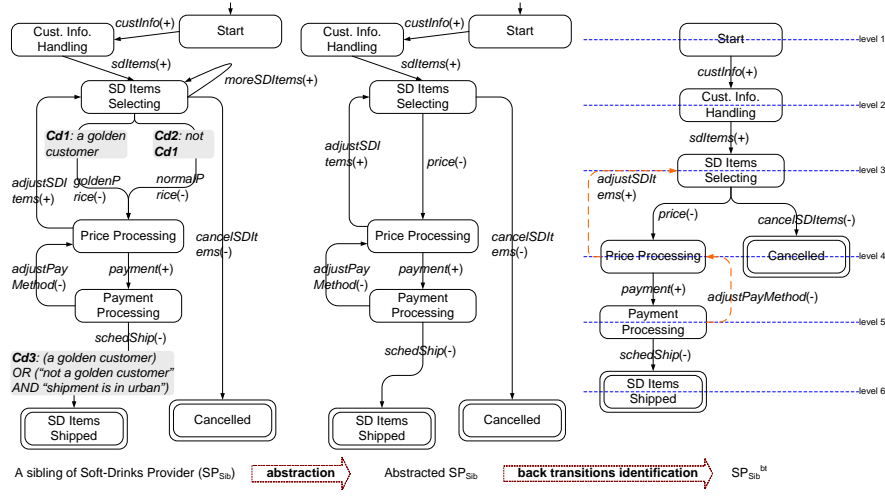 custInfo(+)
Cust. Info.
Handling
Start
sdItems(+)
SD Items
Selecting
moreSDItems(+)
Cd1: a golden
customer
Cd2: not
Cd1
adjustSDI
tems(+)
goldenP
rice(-)
normalP
rice(-)
Price Processing
cancelSDIt
ems(-)
adjustPay
Method(-)
payment(+)
Payment
Processing
schedShip(-)
Cd3: (a golden customer)
OR ("not a golden customer"
AND "shipment is in urban")
SD Items
Shipped
Cancelled
A sibling of Soft-Drinks Provider (SPSib)
abstraction
custInfo(+)
Cust. Info.
Handling
Start
sdItems(+)
SD Items
Selecting
adjustSDI
tems(+)
price(-)
Price Processing
cancelSDIt
ems(-)
adjustPay
Method(-)
payment(+)
Payment
Processing
schedShip(-)
SD Items
Shipped
Cancelled
Abstracted SPSib
back transitions identification
Start
level 1
custInfo(+)
Cust. Info.
Handling
level 2
sdItems(+)
SD Items
Selecting
level 3
adjustSDIt
ems(+)
price(-)
cancelSDItems(-)
Price Processing
Cancelled
level 4
payment(+)
adjustPayMethod(-)
Payment
Processing
level 5
schedShip(-)
SD Items
Shipped
level 6
SPSib bt